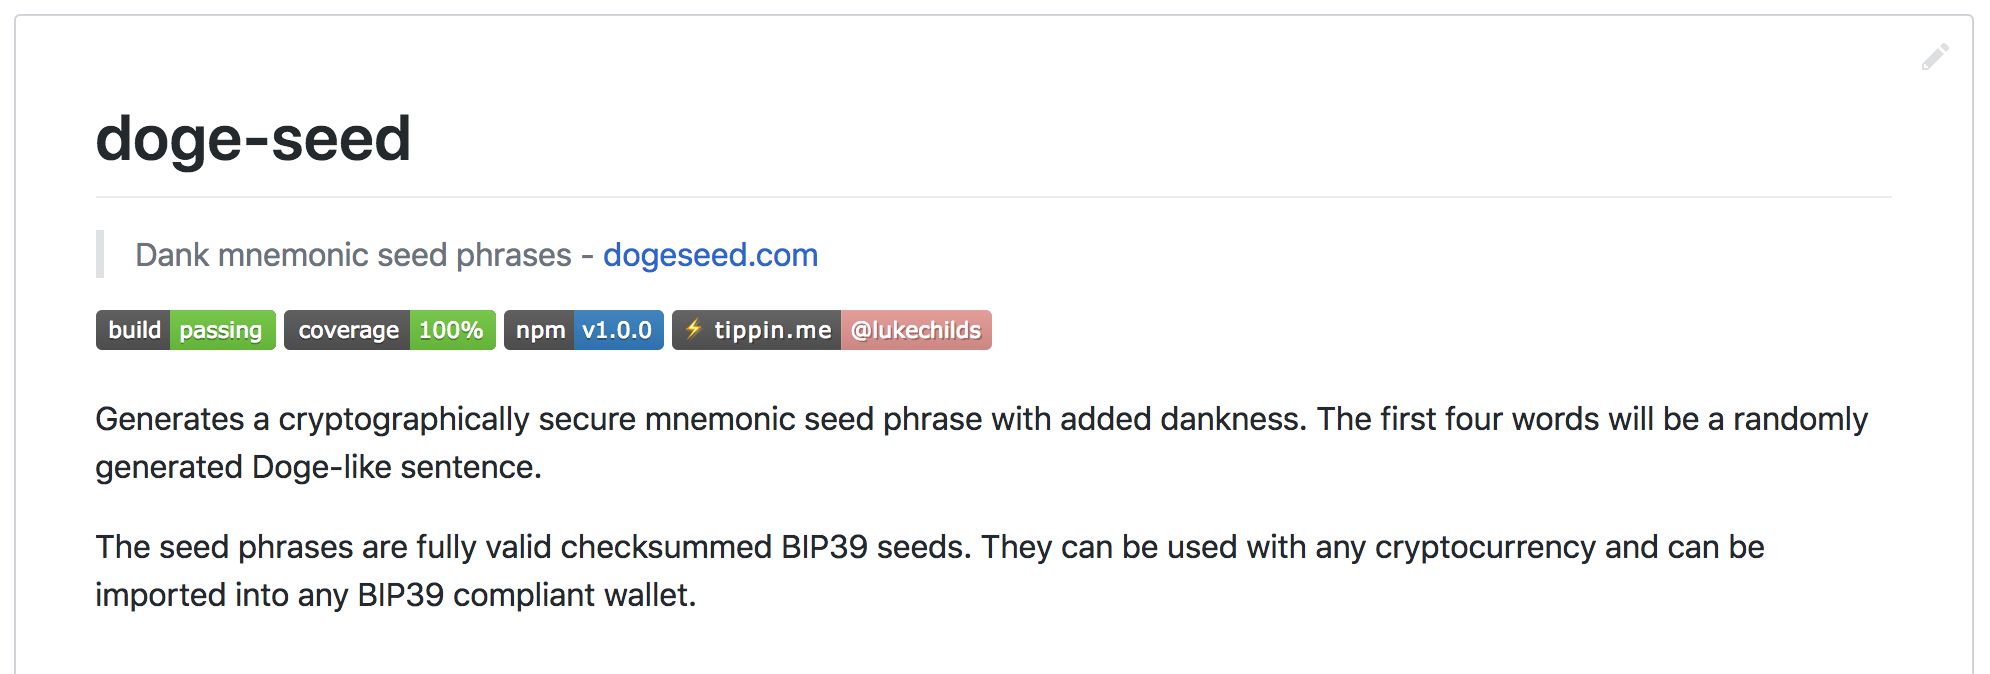 doge-seed
Dank mnemonic seed phrases - dogeseed.com
build passing coverage 100% npm v1.0.0 ⚡ tippin.me @lukechilds
Generates a cryptographically secure mnemonic seed phrase with added dankness. The first four words will be a randomly
generated Doge-like sentence.
The seed phrases are fully valid checksummed BIP39 seeds. They can be used with any cryptocurrency and can be
imported into any BIP39 compliant wallet.